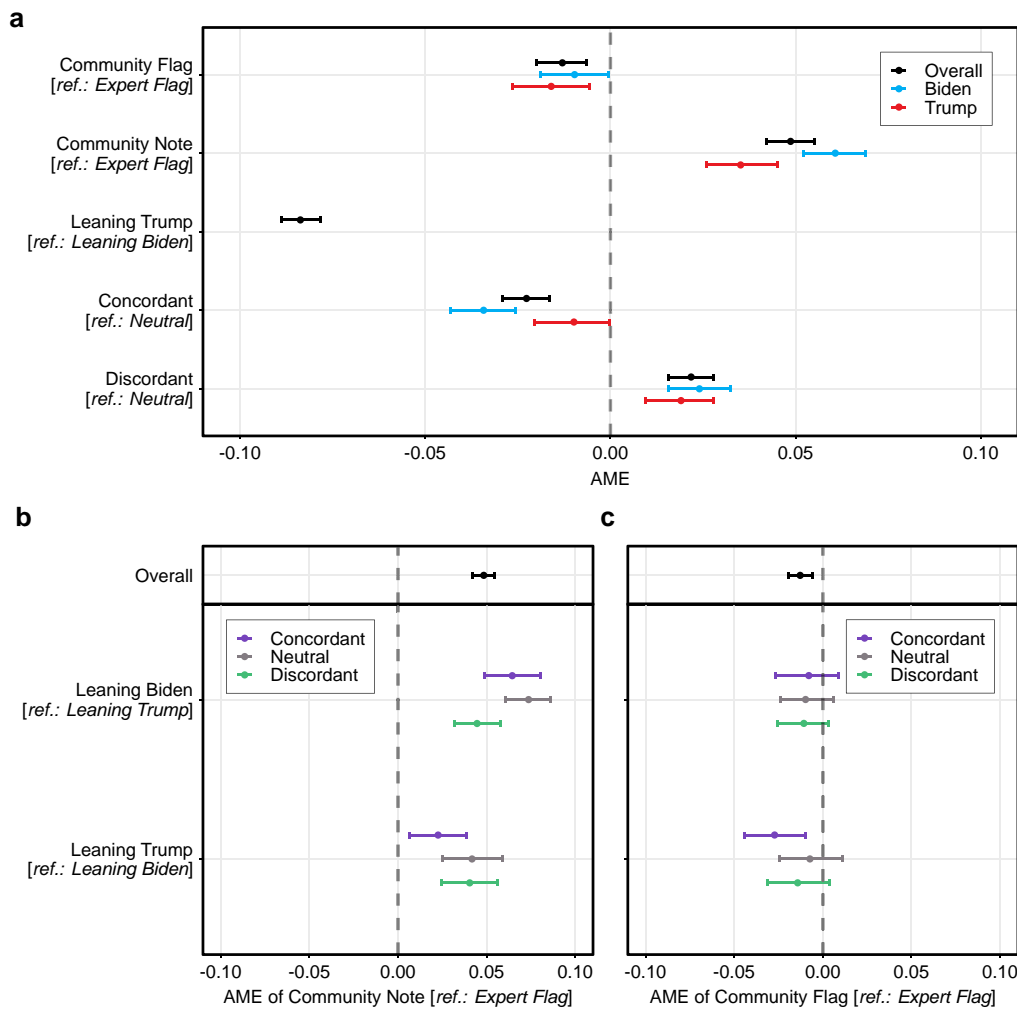 a
Community Flag
[ref.: Expert Flag]
Community Note
[ref.: Expert Flag]
Leaning Trump
[ref.: Leaning Biden]
Concordant
[ref.: Neutral]
Discordant
[ref.: Neutral]
Overall
Biden
Trump
-0.10 -0.05 0.00 0.05 0.10
AME
b
Overall
Leaning Biden
[ref.: Leaning Trump]
Leaning Trump
[ref.: Leaning Biden]
Concordant
Neutral
Discordant
-0.10 -0.05 0.00 0.05 0.10
AME of Community Note [ref.: Expert Flag]
c
Concordant
Neutral
Discordant
-0.10 -0.05 0.00 0.05 0.10
AME of Community Flag [ref.: Expert Flag]